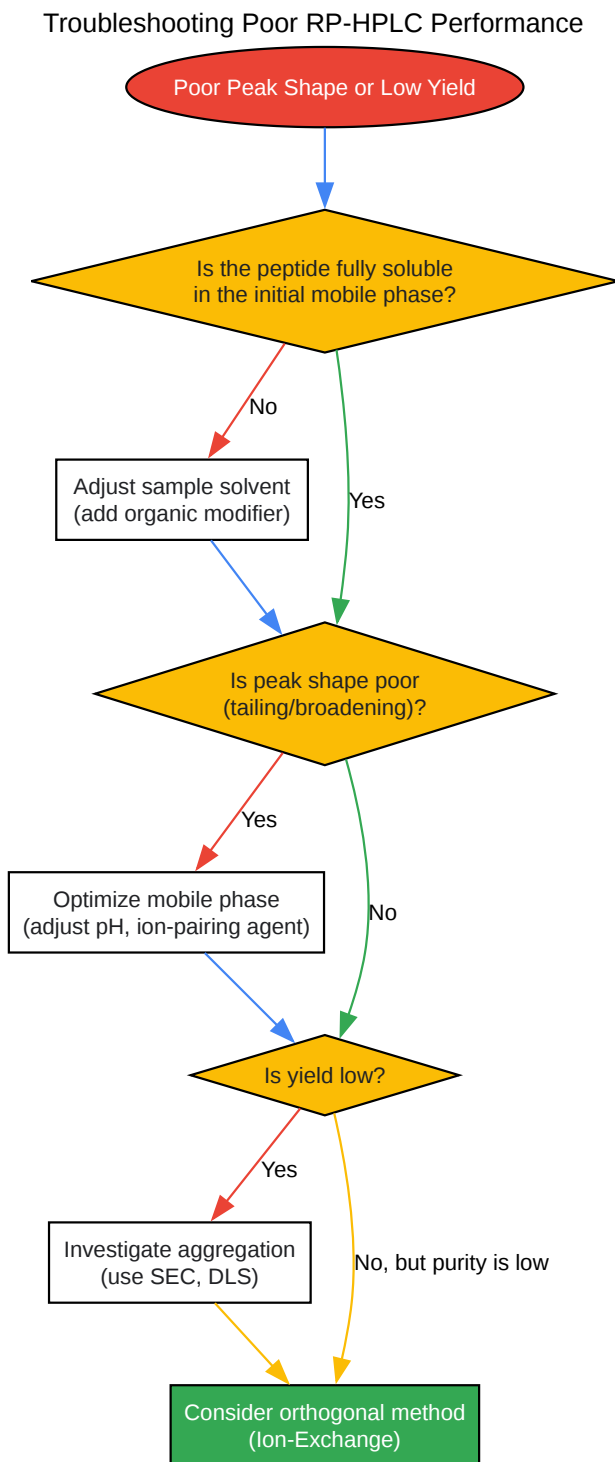 Troubleshooting Poor RP-HPLC Performance
Poor Peak Shape or Low Yield
Is the peptide fully soluble
in the initial mobile phase?
No
Adjust sample solvent
(add organic modifier)
Yes
Is peak shape poor
(tailing/broadening)?
Yes
Optimize mobile phase
(adjust pH, ion-pairing agent)
No
Is yield low?
Yes
Investigate aggregation
(use SEC, DLS)
No, but purity is low
Consider orthogonal method
(Ion-Exchange)